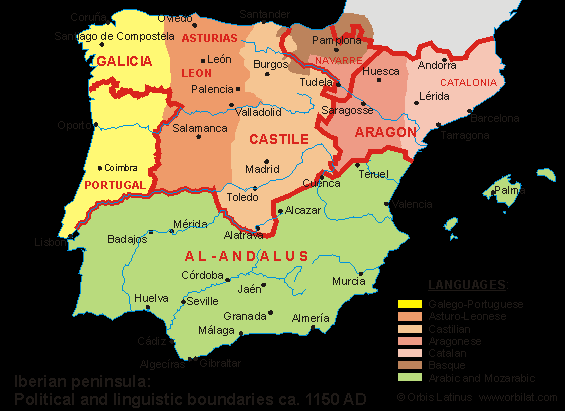 Coruña
Oviedo
Santander
Santiago de Compostela
ASTURIAS
Pamplona
GALICIA
León
LEON
Burgos
NAVARRE
Andorra
Huesca
CATALONIA
Tudela
Palencia
Lérida
Valladolid
Saragosse
Barcelona
Oporto
Salamanca
CASTILE
ARAGON
Tarragona
Coimbra
Madrid
Teruel
PORTUGAL
Cuenca
Toledo
Palma
Alcazar
Valencia
Lisbon
Badajos
Mérida
Alatrava
AL-ANDALUS
Córdoba
Jaén
Murcia
Huelva
Seville
Granada
Almería
Málaga
Cádiz
Algeciras
Gibraltar
LANGUAGES
Galego-Portuguese
Asturo-Leonese
Castilian
Aragonese
Catalan
Basque
Arabic and Mozarabic
Iberian peninsula:
Political and linguistic boundaries ca. 1150 AD
© Orbis Latinus www.orbilat.com